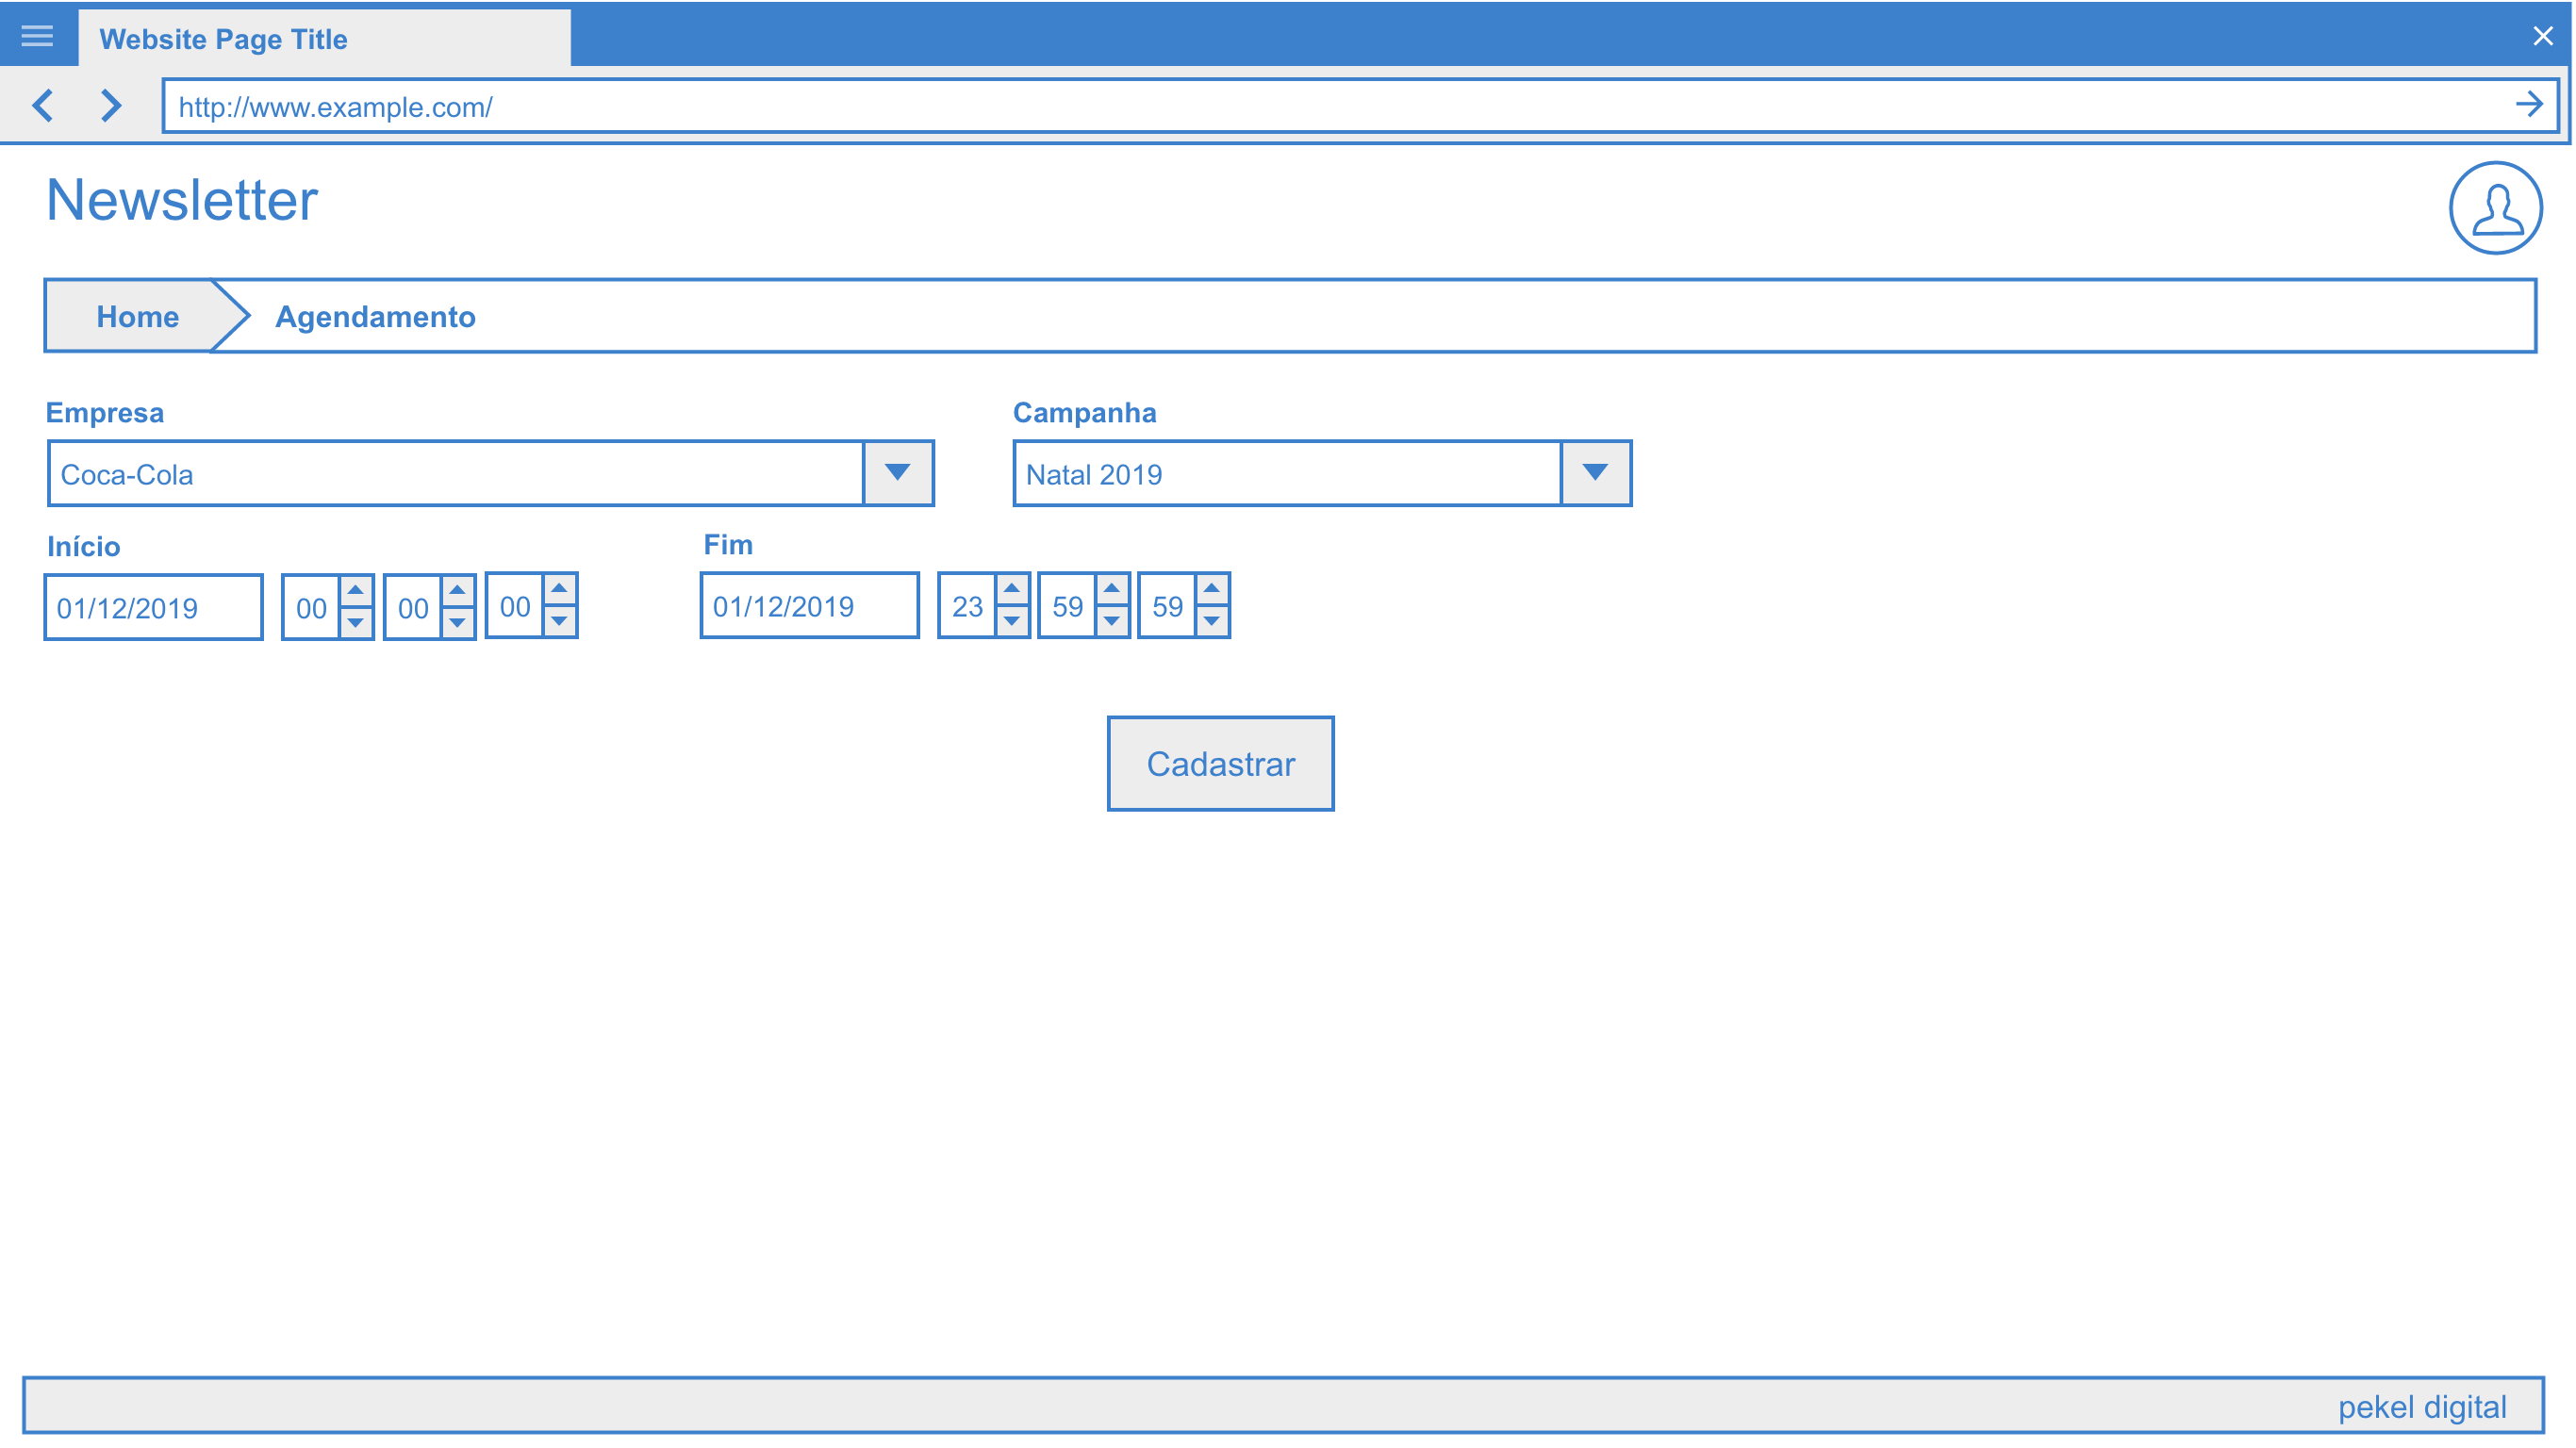 Website Page Title
http://www.example.com/
Newsletter
Home Agendamento
Empresa Campanha
Coca-Cola Natal 2019
Início Fim
01/12/2019 00 00 00 01/12/2019 23 59 59
Cadastrar
pekel digital